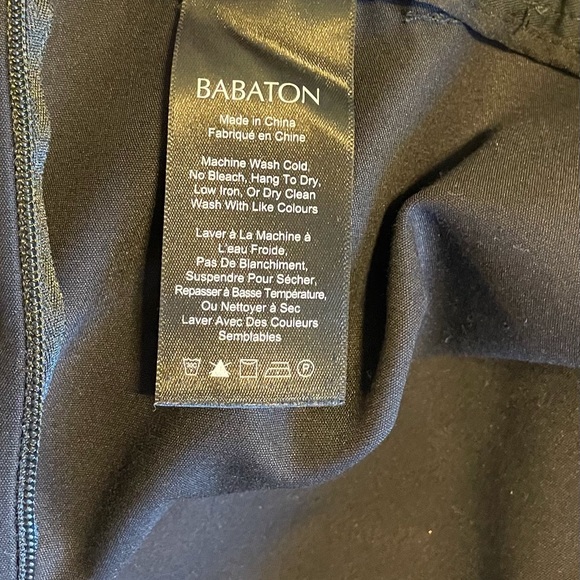 BABATON
Made in China
Fabriqué en Chine
Machine Wash Cold,
No Bleach, Hang To Dry,
Low Iron, Or Dry Clean
Wash With Like Colours
Laver à La Machine à
L'eau Froide,
Pas De Blanchiment,
Suspendre Pour Sécher,
Repasser à Basse Température,
Ou Nettoyer à Sec
Laver Avec Des Couleurs
Semblables